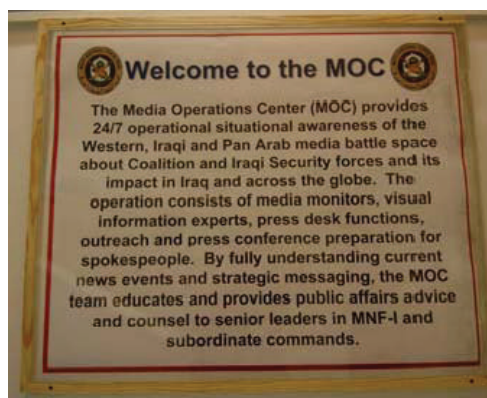 Welcome to the MOC
The Media Operations Center (MOC) provides
24/7 operational situational awareness of the
Western, Iraqi and Pan Arab media battle space
about Coalition and Iraqi Security forces and its
impact in Iraq and across the globe. The
operation consists of media monitors, visual
information experts, press desk functions,
outreach and press conference preparation for
spokespeople. By fully understanding current
news events and strategic messaging, the MOC
team educates and provides public affairs advice
and counsel to senior leaders in MNF-I and
subordinate commands.